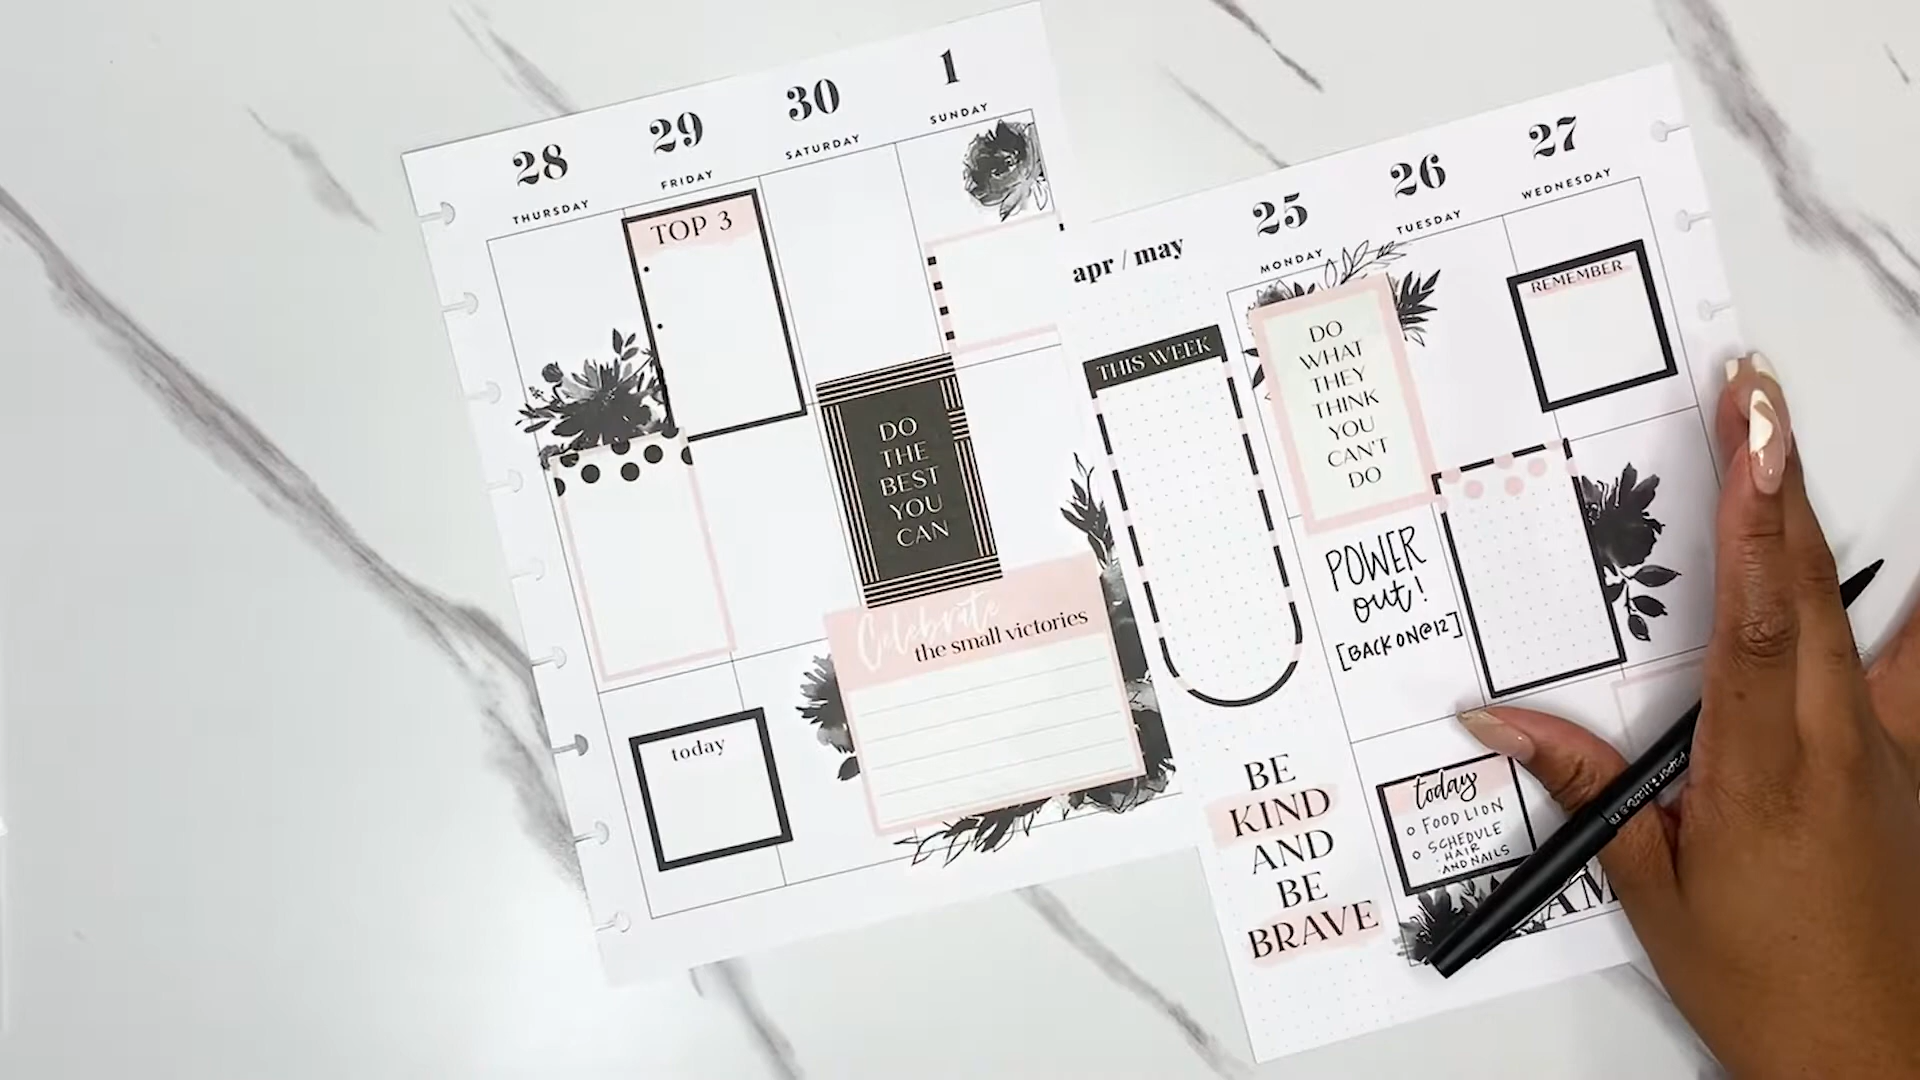 28
THURSDAY
29
FRIDAY
30
SATURDAY
1
SUNDAY
TOP 3
DO
THE
BEST
YOU
CAN
Celebrate
the small victories
today
apr / may
25
MONDAY
26
TUESDAY
27
WEDNESDAY
THIS WEEK
DO
WHAT
THEY
THINK
YOU
CAN'T
DO
REMEMBER
POWER
out!
[BACK ON @ 12]
BE
KIND
AND
BE
BRAVE
today
FOOD LION
SCHEDULE
· HAIR
· AND NAILS